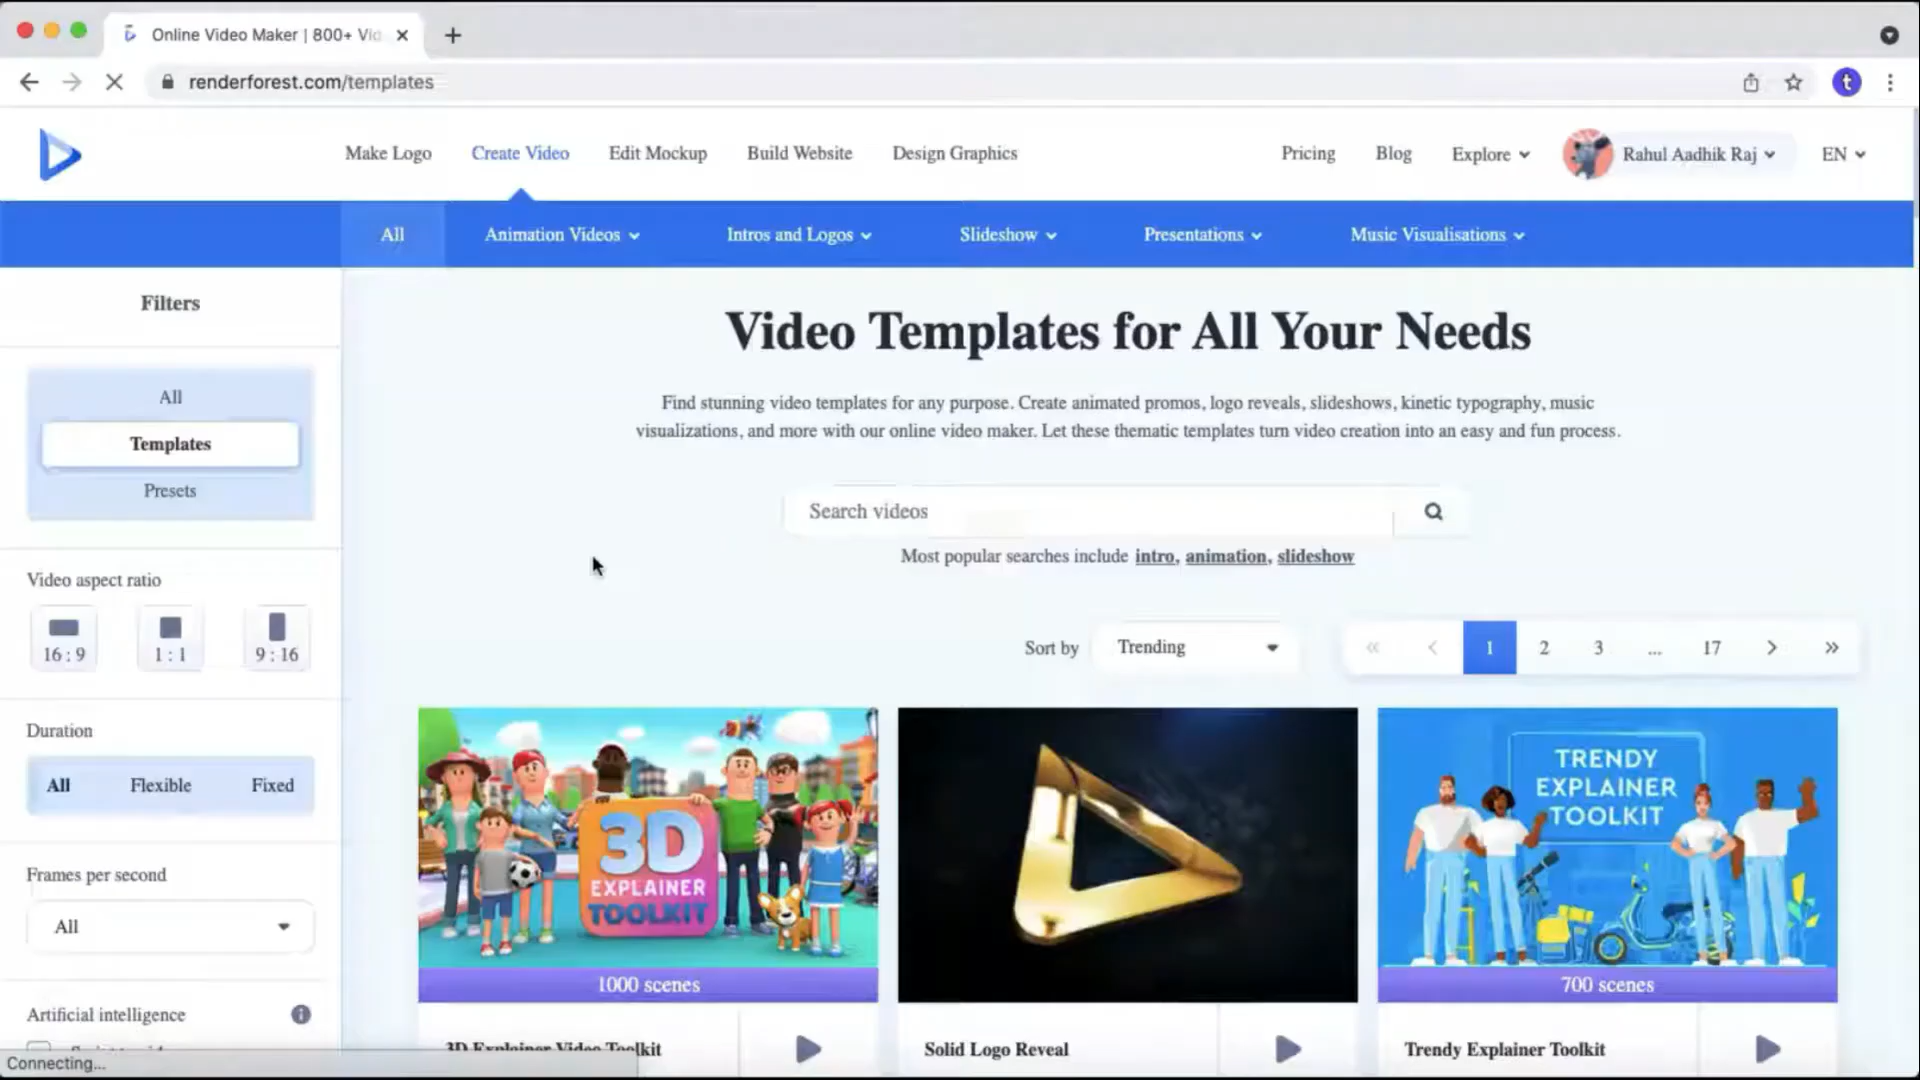 Online Video Maker | 800+ Vid
renderforest.com/templates
t
Make Logo
Create Video
Edit Mockup
Build Website
Design Graphics
Pricing
Blog
Explore
Rahul Aadhik Raj
EN
All
Animation Videos
Intros and Logos
Slideshow
Presentations
Music Visualisations
Filters
All
Templates
Presets
Video aspect ratio
16 : 9
1 : 1
9 : 16
Duration
All
Flexible
Fixed
Frames per second
All
Artificial intelligence
Connecting...
Video Templates for All Your Needs
Find stunning video templates for any purpose. Create animated promos, logo reveals, slideshows, kinetic typography, music
visualizations, and more with our online video maker. Let these thematic templates turn video creation into an easy and fun process.
Search videos
Most popular searches include intro, animation, slideshow
Sort by
Trending
« < 1 2 3 ... 17 > »
3D
EXPLAINER
TOOLKIT
1000 scenes
3D Explainer Video Toolkit
Solid Logo Reveal
TRENDY
EXPLAINER
TOOLKIT
700 scenes
Trendy Explainer Toolkit